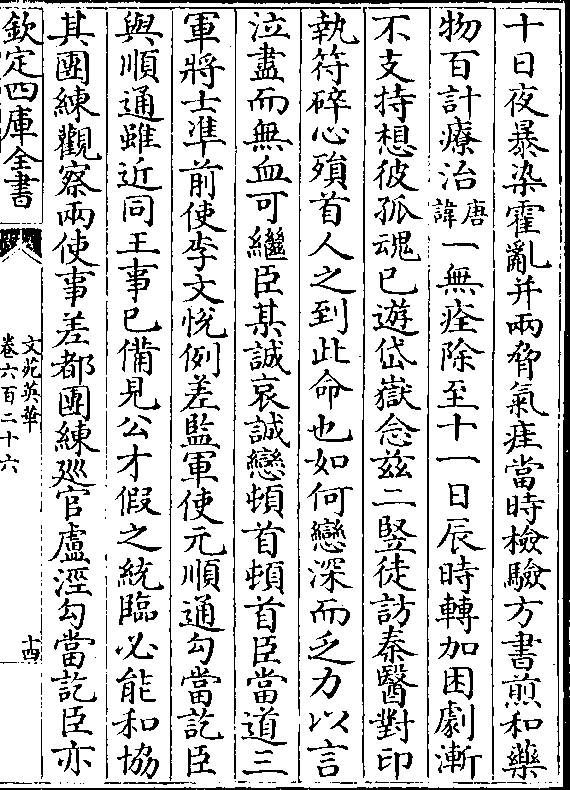 十日夜暴染霍亂并兩脅氣疰當時檢驗方書煎和藥
物百計療治唐諱一無痊除至十一日辰時轉加困劇漸
不支持想彼孤魂已遊岱嶽念兹二豎徒訪秦醫對印
執符碎心殞首人之到此命也如何戀深而乏力以言
泣盡而無血可繼臣某誠哀誠戀頓首頓首臣當道三
軍將士準前使李文悅例差監軍使元順通勾當訖臣
與順通雖近同王事已備見公才假之統臨必能和協
其團練觀察兩使事差都團練廵官盧涇勾當訖臣亦
欽定四庫全書
文苑英華
卷六百二十六
十四